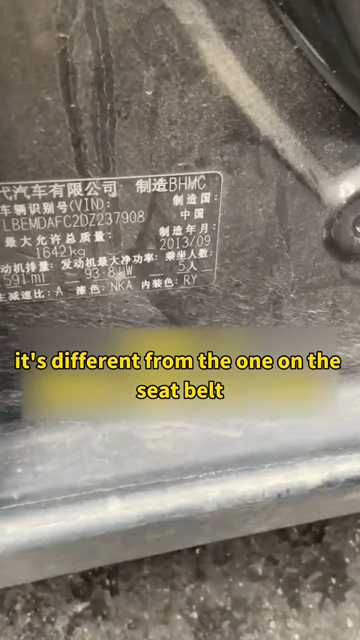 代汽车有限公司 制造BHMC
车辆识别号(VIN): 制造国:
LBEMDAFC2DZ237908 中国
最大允许总质量: 制造年月:
1642kg 2013/09
动机排量: 发动机最大净功率: 乘坐人数:
1591ml 93.8kW 5人
主减速比: A 漆色: NKA 内装色: RY
it's different from the one on the
seat belt